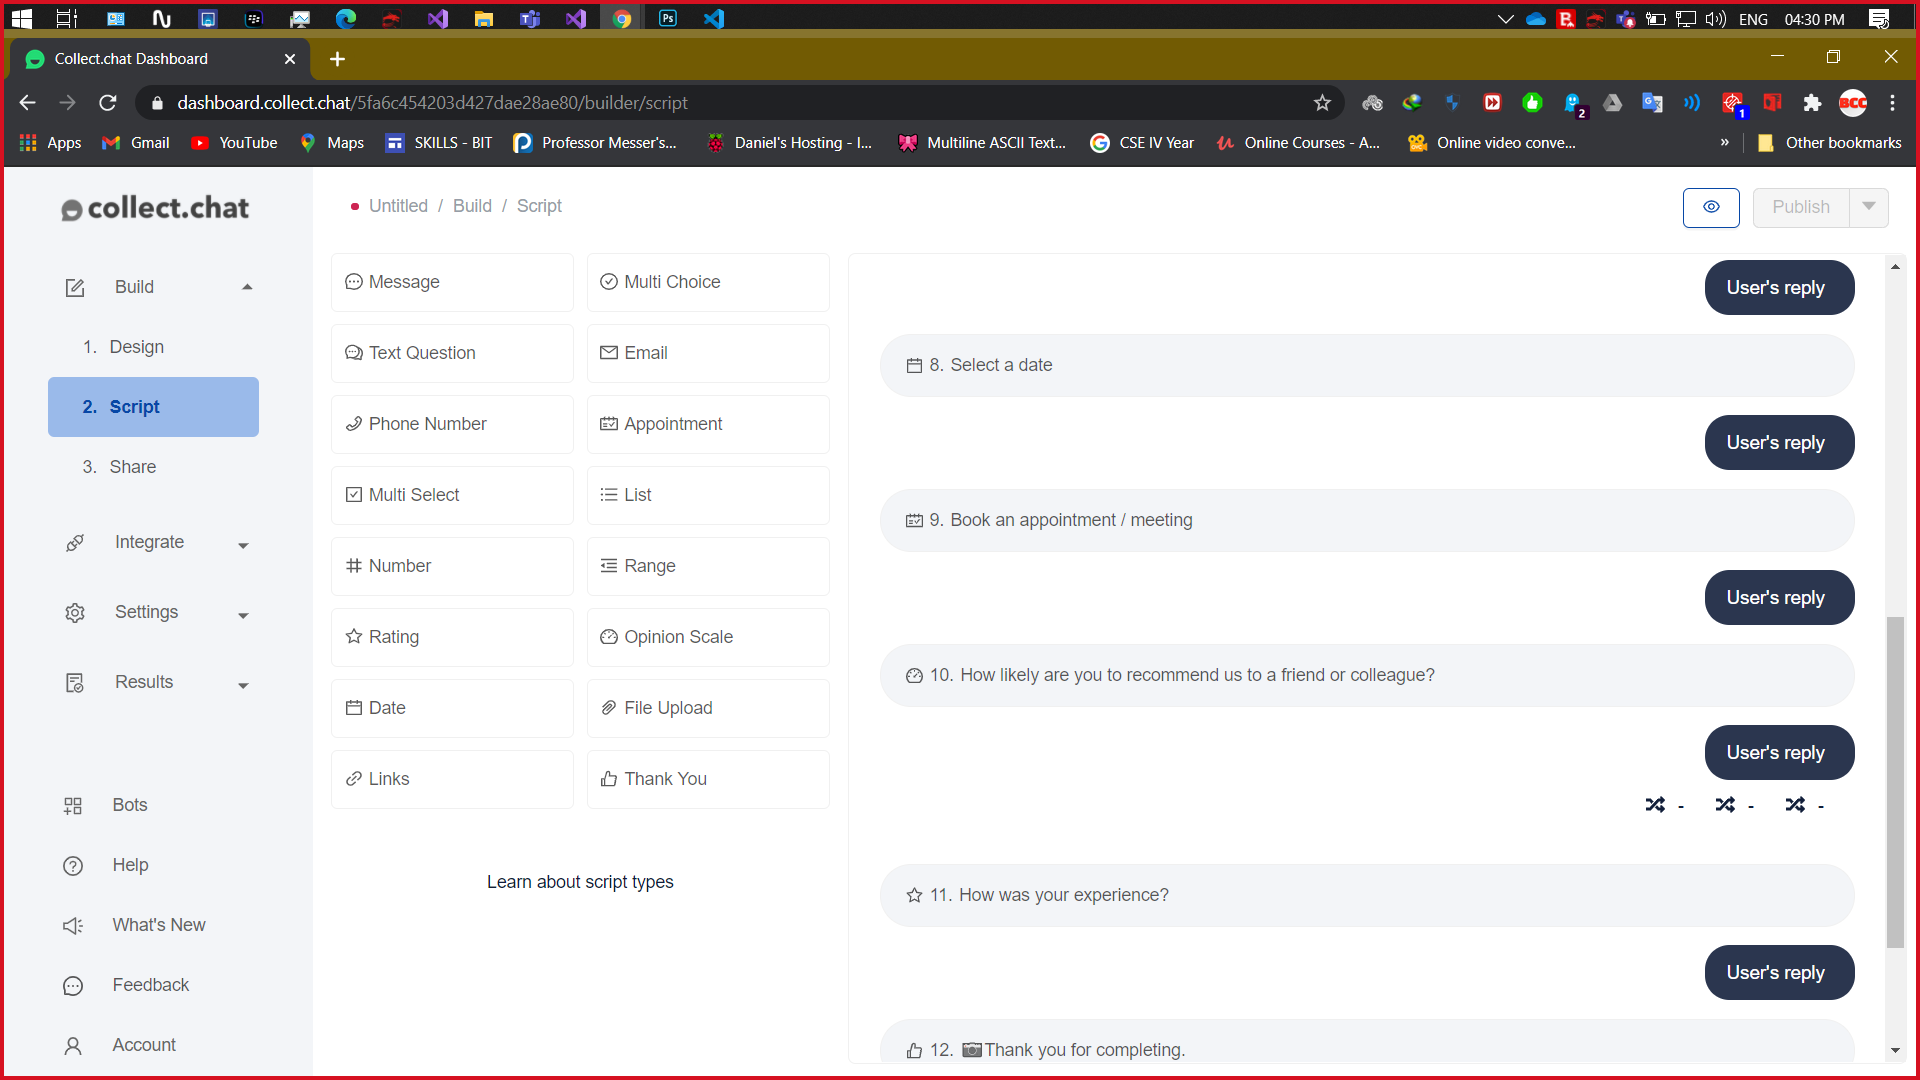 ENG 04:30 PM
Collect.chat Dashboard
dashboard.collect.chat/5fa6c454203d427dae28ae80/builder/script
BCC
2
1
Apps Gmail YouTube Maps SKILLS - BIT Professor Messer's... Daniel's Hosting - I... Multiline ASCII Text... CSE IV Year Online Courses - A... Online video conve... » Other bookmarks
collect.chat
Untitled / Build / Script
Publish
Build
1. Design
2. Script
3. Share
Integrate
Settings
Results
Bots
Help
What's New
Feedback
Account
Message
Multi Choice
Text Question
Email
Phone Number
Appointment
Multi Select
List
Number
Range
Rating
Opinion Scale
Date
File Upload
Links
Thank You
Learn about script types
User's reply
8. Select a date
User's reply
9. Book an appointment / meeting
User's reply
10. How likely are you to recommend us to a friend or colleague?
User's reply
- - -
11. How was your experience?
User's reply
12. Thank you for completing.